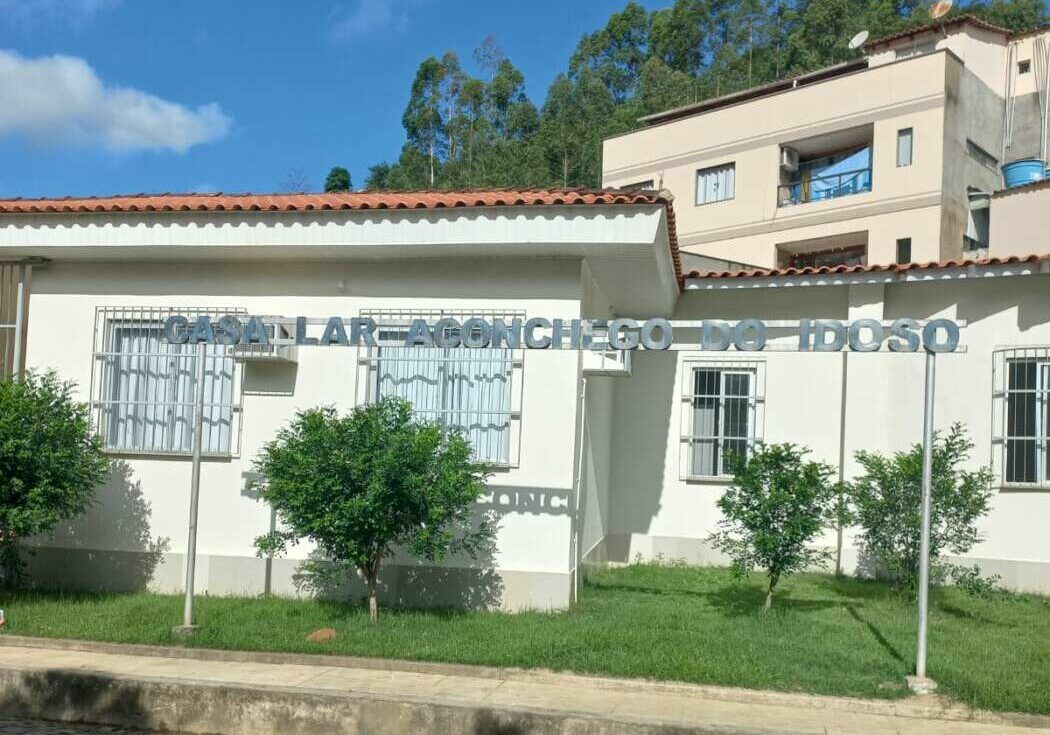 CASA LAR ACONCHEGO DO IDOSO